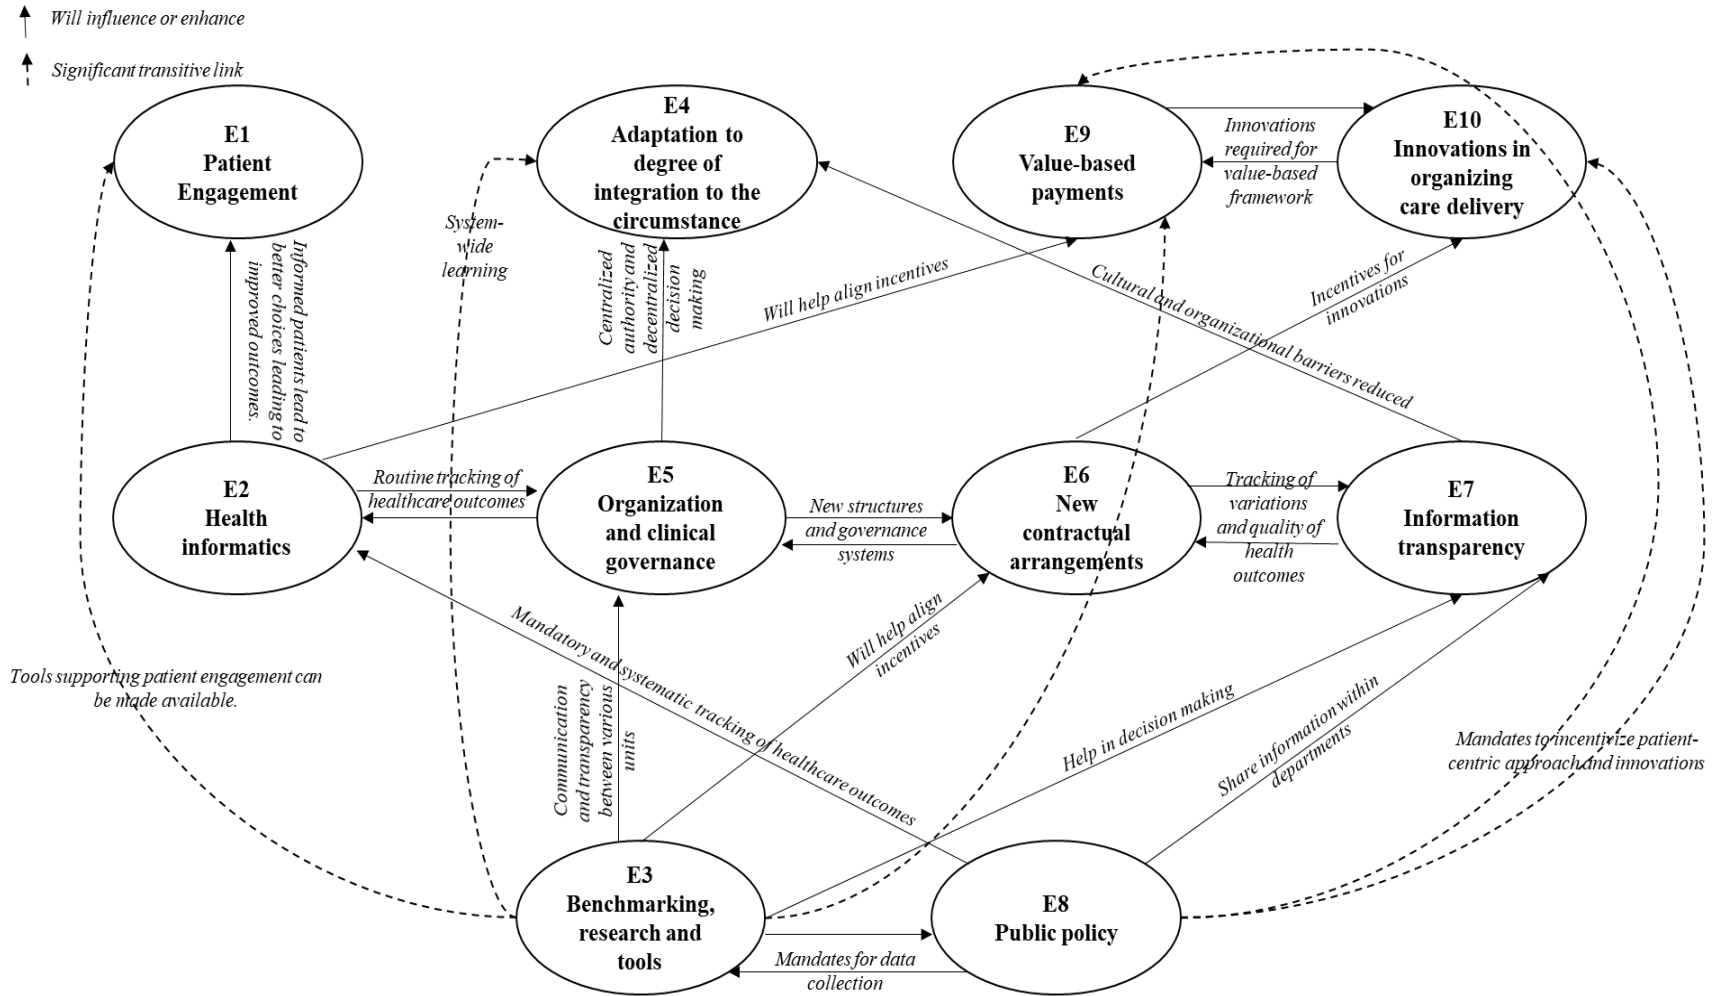 Will influence or enhance
Significant transitive link
E1
Patient
Engagement
E4
Adaptation to
degree of
integration to the
circumstance
E9
Value-based
payments
Innovations
required for
value-based
framework
E10
Innovations in
organizing
care delivery
System-
wide
learning
Informed patients lead to
better choices leading to
improved outcomes.
Centralized
authority and
decentralized
decision
making
Will help align incentives
Cultural and organizational barriers reduced
Incentives for
innovations
E2
Health
informatics
Routine tracking of
healthcare outcomes
E5
Organization
and clinical
governance
New structures
and governance
systems
E6
New
contractual
arrangements
Tracking of
variations
and quality of
health
outcomes
E7
Information
transparency
Tools supporting patient engagement can
be made available.
Mandatory and systematic tracking of healthcare outcomes
Communication
and transparency
between various
units
Will help align
incentives
Help in decision making
Share information within
departments
Mandates to incentivize patient-
centric approach and innovations
E3
Benchmarking,
research and
tools
Mandates for data
collection
E8
Public policy